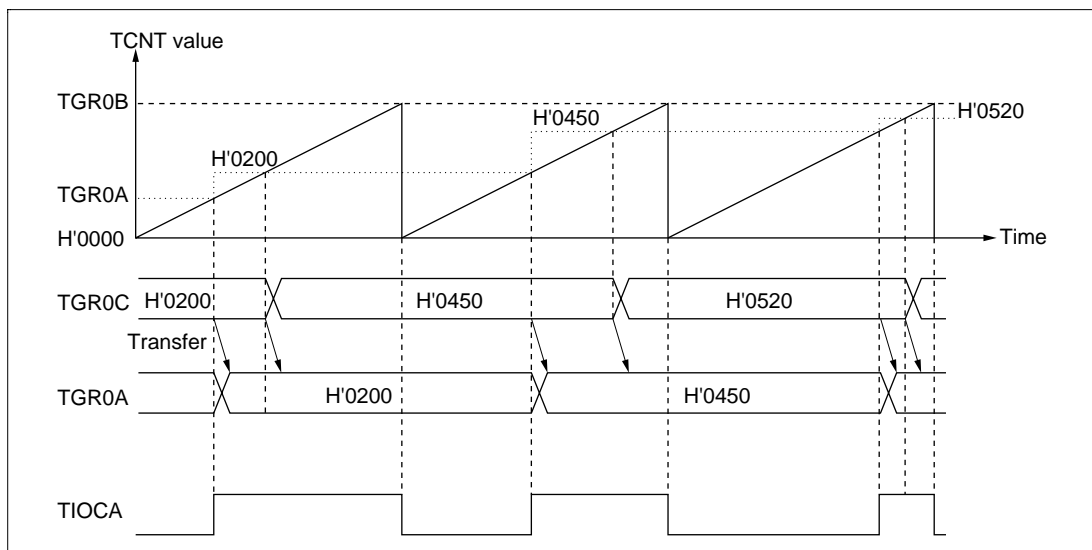 TCNT value
TGR0B
H'0450
H'0520
H'0200
TGR0A
H'0000
Time
TGR0C
H'0200
H'0450
H'0520
Transfer
TGR0A
H'0200
H'0450
TIOCA